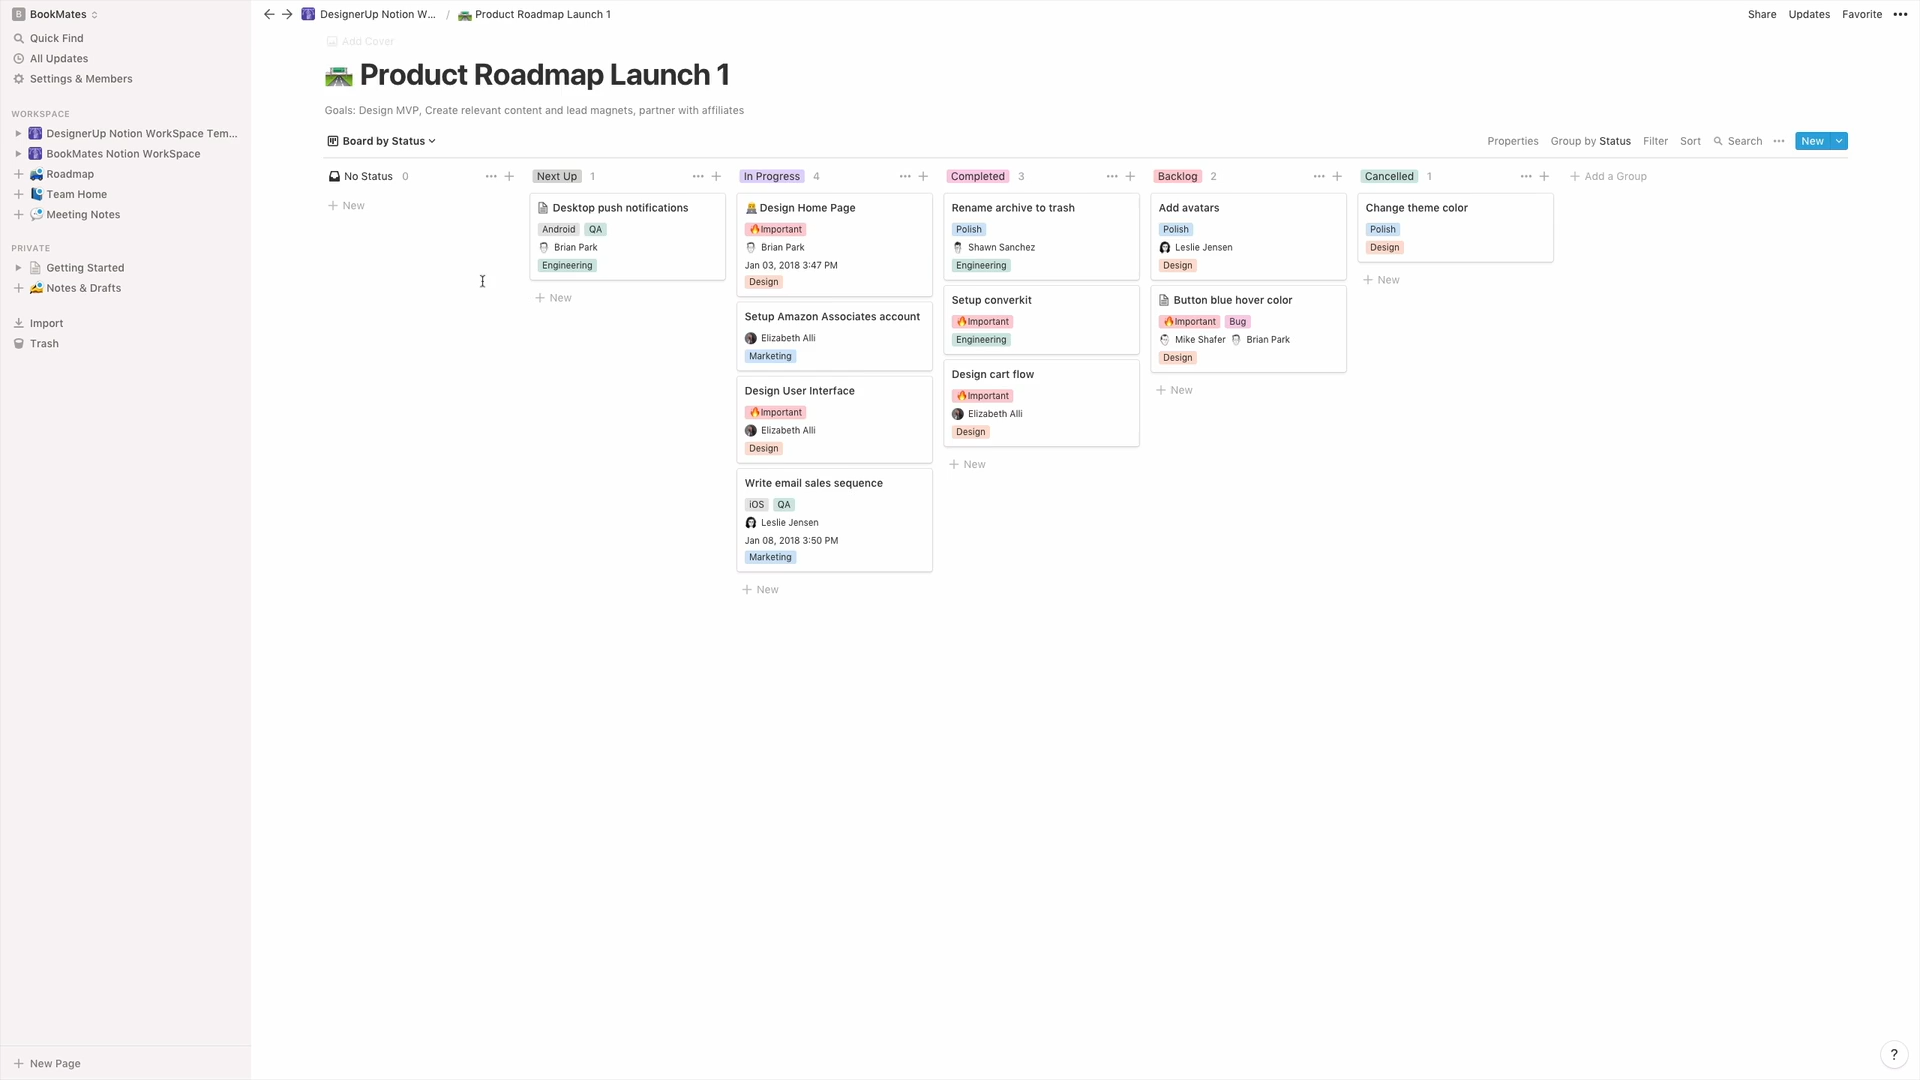 B BookMates
Quick Find
All Updates
Settings & Members
WORKSPACE
DesignerUp Notion WorkSpace Tem...
BookMates Notion WorkSpace
Roadmap
Team Home
Meeting Notes
PRIVATE
Getting Started
Notes & Drafts
Import
Trash
New Page
DesignerUp Notion W... / Product Roadmap Launch 1
Share Updates Favorite
Add Cover
Product Roadmap Launch 1
Goals: Design MVP, Create relevant content and lead magnets, partner with affiliates
Board by Status
Properties Group by Status Filter Sort Search New
No Status 0
New
Next Up 1
Desktop push notifications
Android QA
Brian Park
Engineering
New
In Progress 4
Design Home Page
Important
Brian Park
Jan 03, 2018 3:47 PM
Design
Setup Amazon Associates account
Elizabeth Alli
Marketing
Design User Interface
Important
Elizabeth Alli
Design
Write email sales sequence
iOS QA
Leslie Jensen
Jan 08, 2018 3:50 PM
Marketing
New
Completed 3
Rename archive to trash
Polish
Shawn Sanchez
Engineering
Setup converkit
Important
Engineering
Design cart flow
Important
Elizabeth Alli
Design
New
Backlog 2
Add avatars
Polish
Leslie Jensen
Design
Button blue hover color
Important Bug
Mike Shafer Brian Park
Design
New
Cancelled 1
Change theme color
Polish
Design
New
Add a Group
?